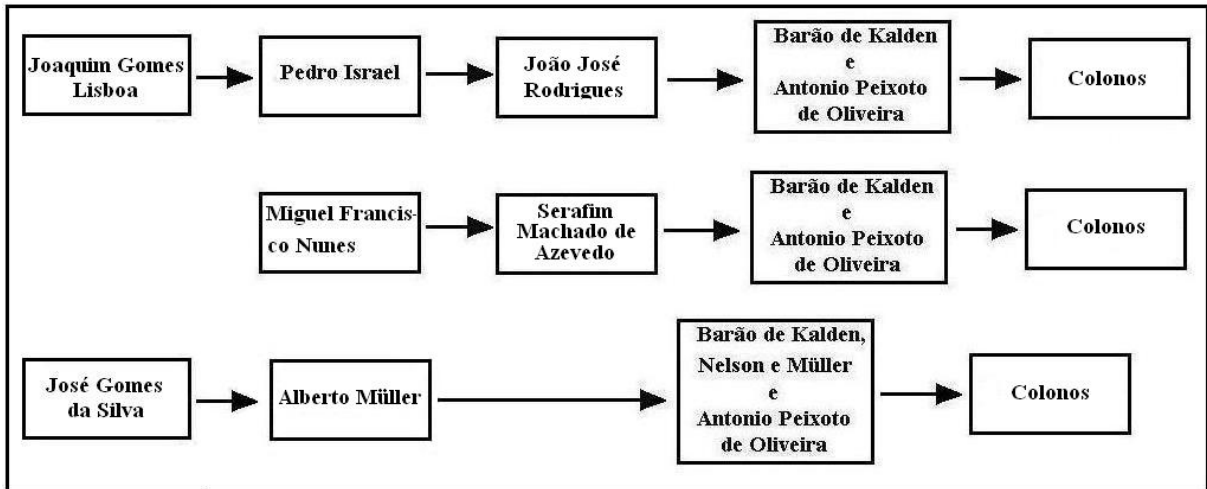 Joaquim Gomes
Lisboa
Pedro Israel
João José
Rodrigues
Barão de Kalden
e
Antonio Peixoto
de Oliveira
Colonos
Miguel Francis-
co Nunes
Serafim
Machado de
Azevedo
Barão de Kalden
e
Antonio Peixoto
de Oliveira
Colonos
José Gomes
da Silva
Alberto Müller
Barão de Kalden,
Nelson e Müller
e
Antonio Peixoto
de Oliveira
Colonos